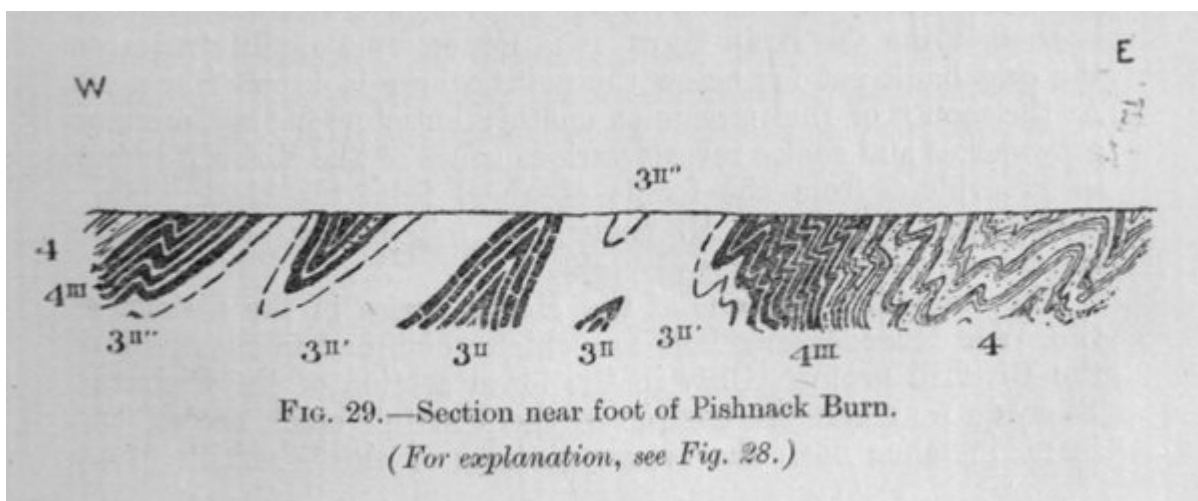 W
E
3II"
4
4III
3II"
3II'
3II
3II
3II'
4III
4
FIG. 29.—Section near foot of Pishnack Burn.
(For explanation, see Fig. 28.)